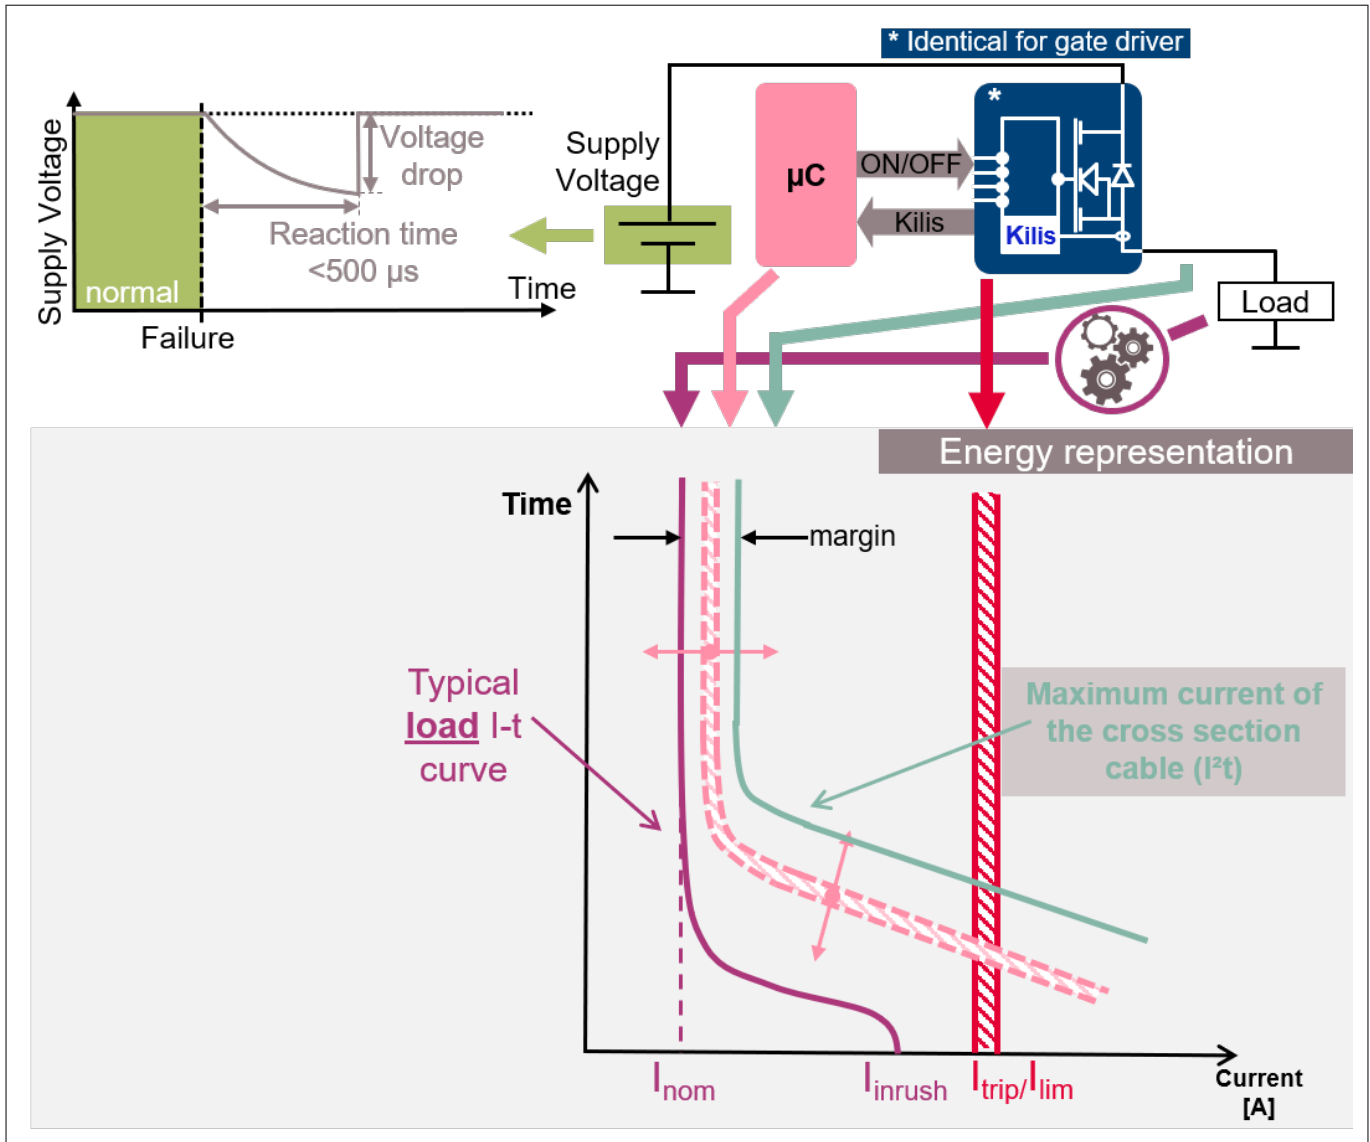 * Identical for gate driver
*
Supply Voltage
Voltage
drop
Reaction time
<500 µs
normal
Time
Failure
Supply
Voltage
µC
ON/OFF
Kilis
Kilis
Load
Energy representation
Time
margin
Typical
load I-t
curve
Maximum current of
the cross section
cable (I²t)
Inom
Iinrush
Itrip/Ilim
Current
[A]